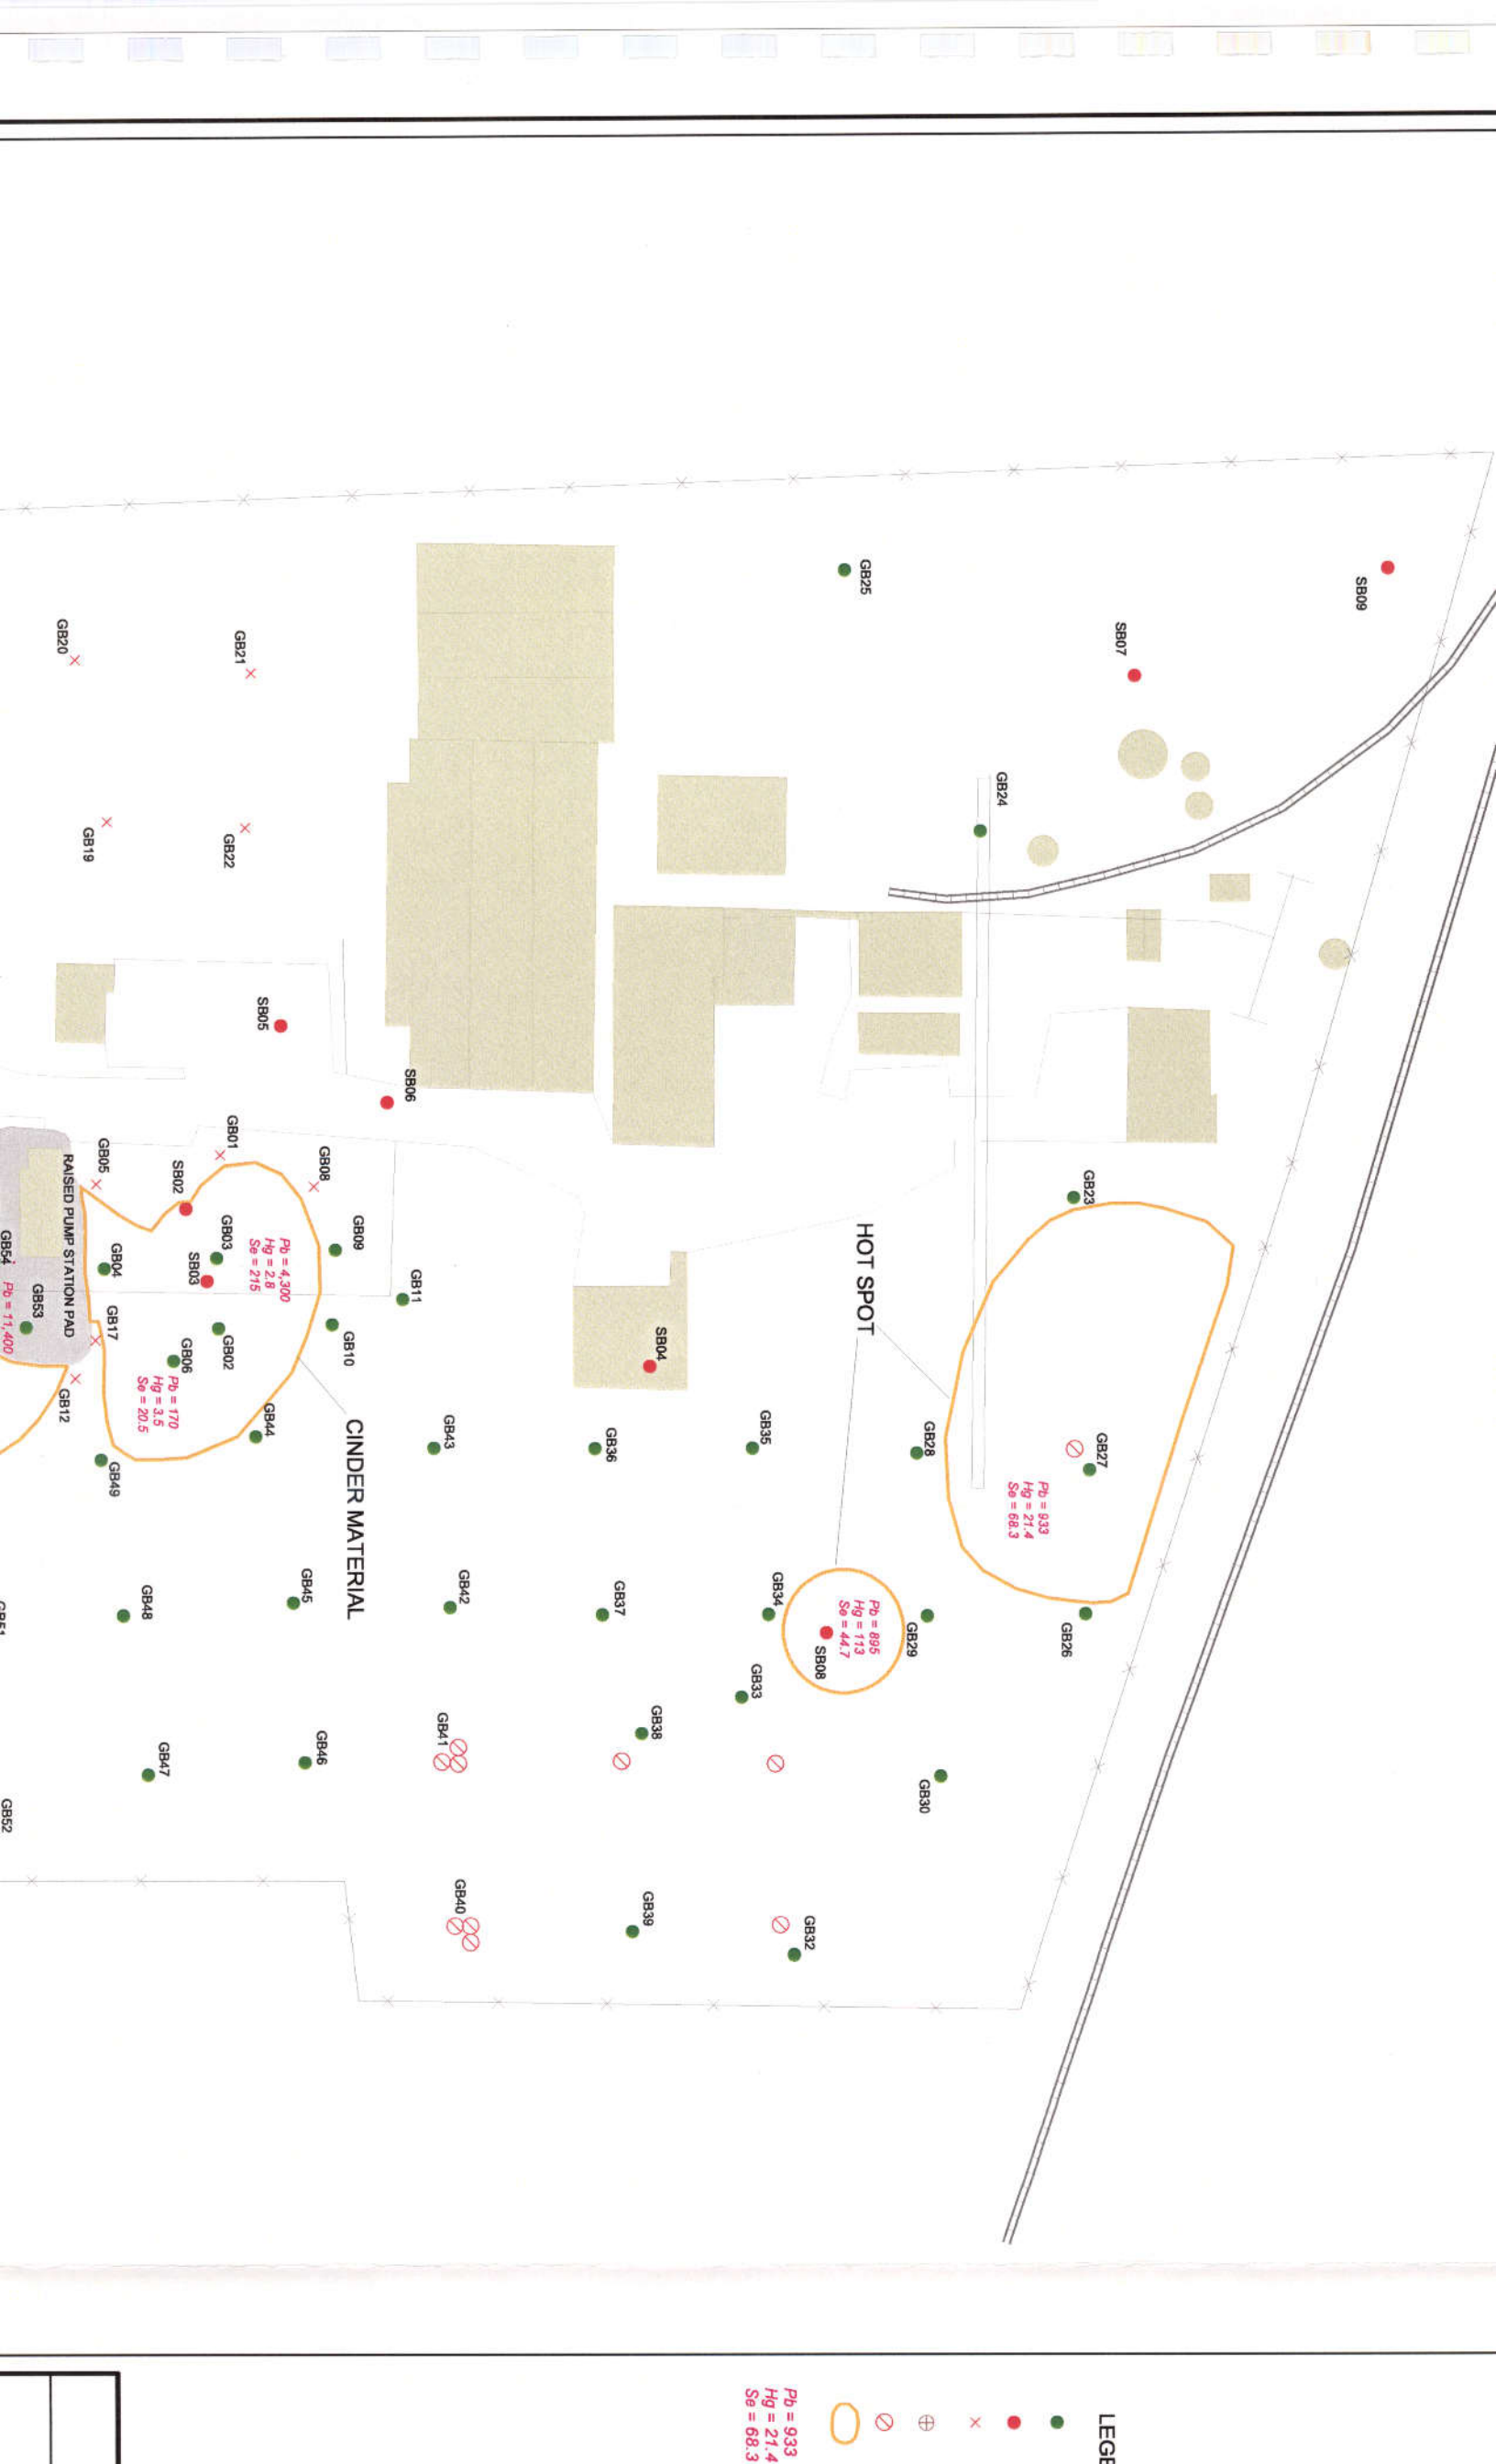 SB09
SB07
GB25
GB24
GB20
GB21
GB19
GB22
SB05
SB06
GB23
HOT SPOT
GB01
GB05
GB08
SB02
RAISED PUMP STATION PAD
GB03
SB03
GB04
Pb = 4,300
Hg = 2.8
Se = 215
GB09
GB11
GB10
SB04
GB54
Pb = 11,400
GB53
GB17
GB02
GB06
Pb = 170
Hg = 3.5
Se = 20.5
GB12
GB44
GB49
CINDER MATERIAL
GB43
GB36
GB35
GB28
GB27
Pb = 933
Hg = 21.4
Se = 68.3
GB48
GB45
GB42
GB37
GB34
Pb = 895
Hg = 113
Se = 44.7
SB08
GB29
GB26
GB33
GB38
GB41
GB46
GB47
GB30
GB52
GB40
GB39
GB32
Pb = 933
Hg = 21.4
Se = 68.3